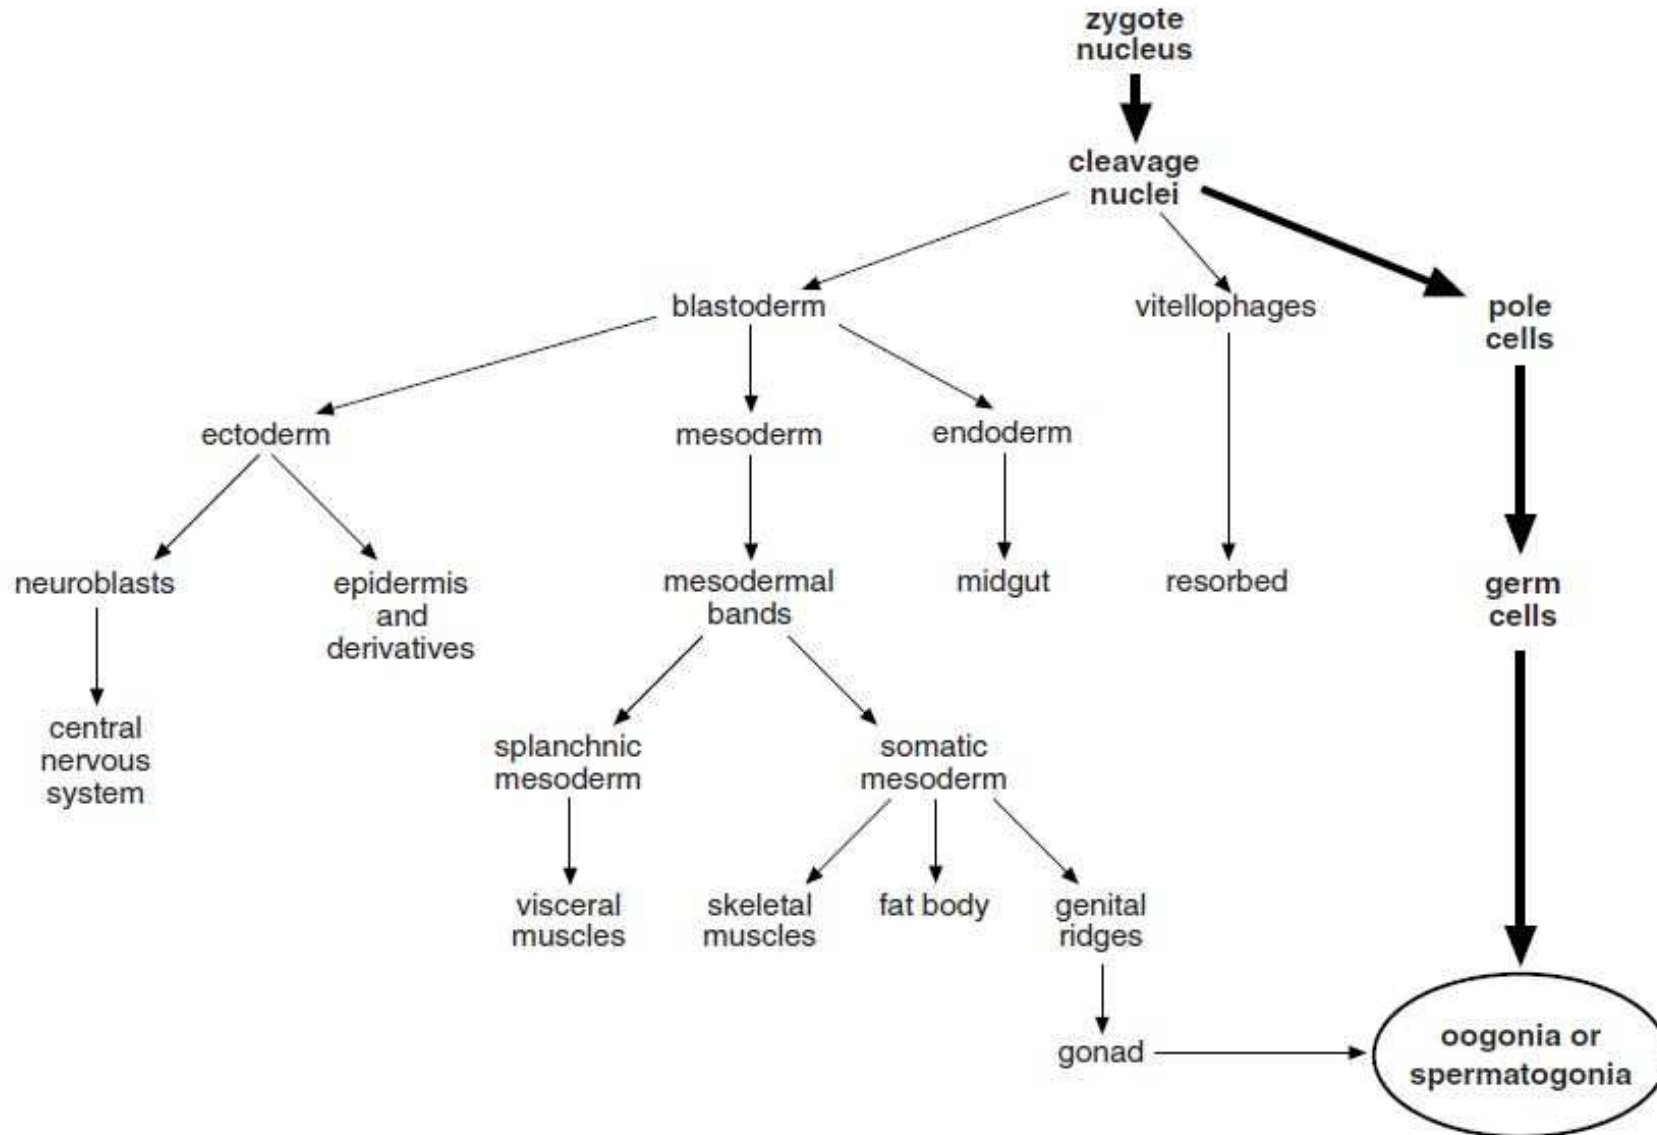 zygote
nucleus
cleavage
nuclei
blastoderm
vitellophages
pole
cells
ectoderm
mesoderm
endoderm
neuroblasts
epidermis
and
derivatives
mesodermal
bands
midgut
resorbed
germ
cells
central
nervous
system
splanchnic
mesoderm
somatic
mesoderm
visceral
muscles
skeletal
muscles
fat body
genital
ridges
gonad
oogonia or
spermatogonia